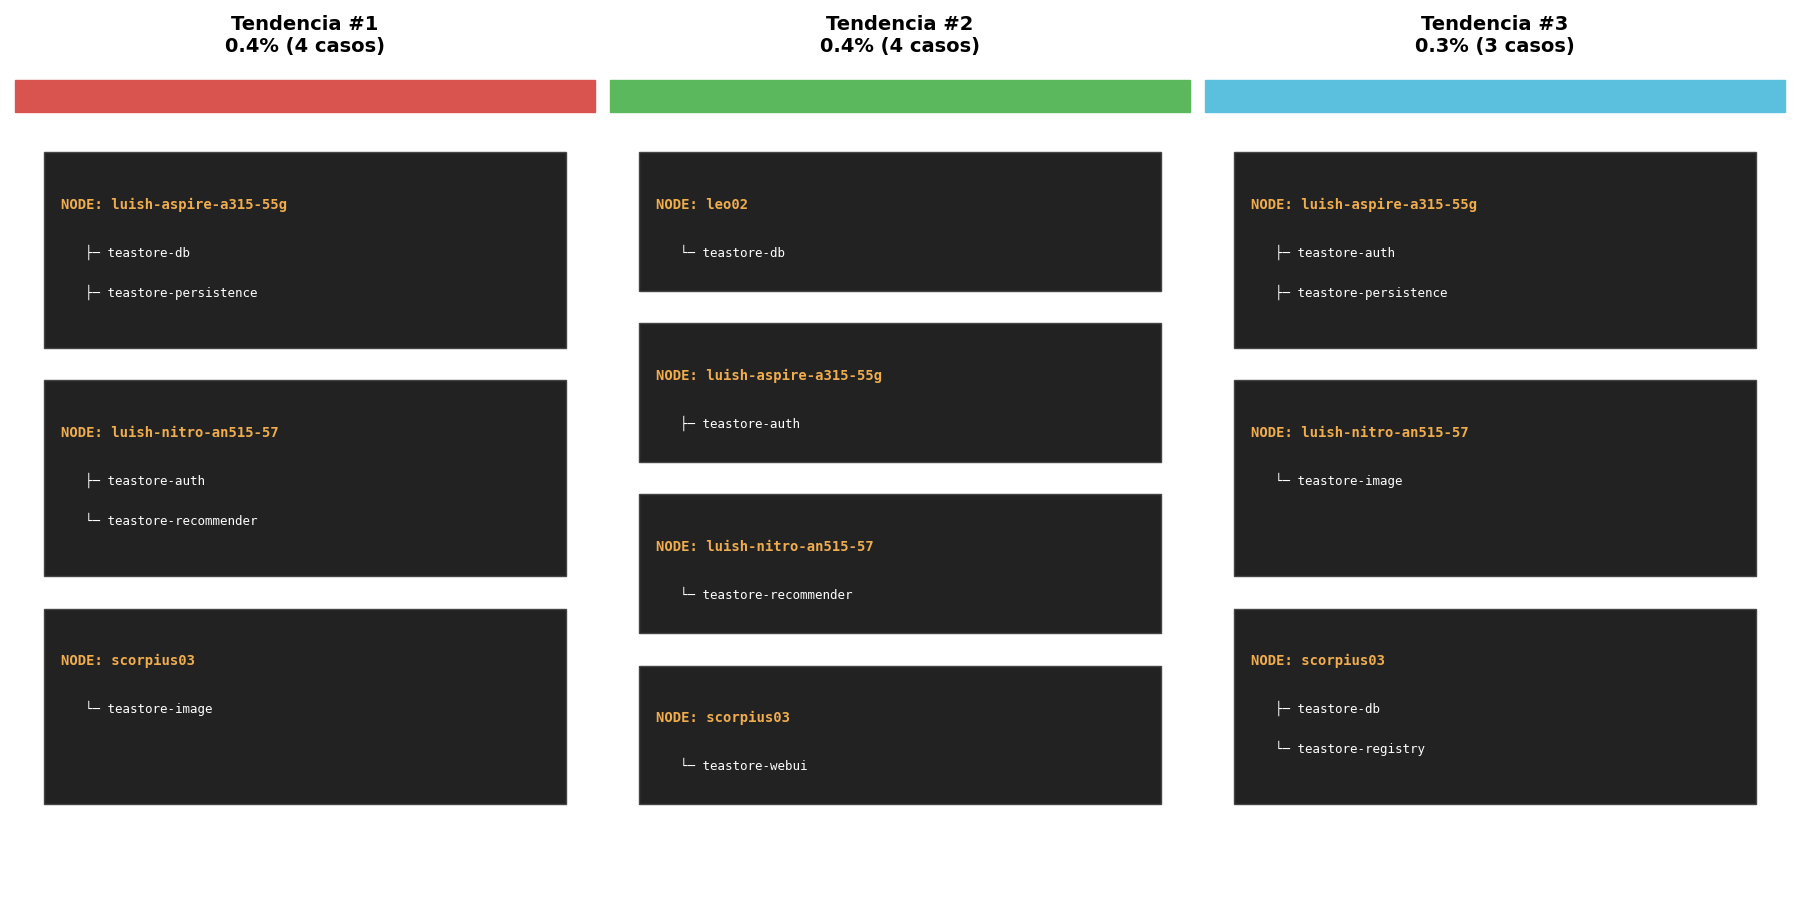 Tendencia #1
0.4% (4 casos)
NODE: luish-aspire-a315-55g
├─ teastore-db
├─ teastore-persistence
NODE: luish-nitro-an515-57
├─ teastore-auth
└─ teastore-recommender
NODE: scorpius03
└─ teastore-image
Tendencia #2
0.4% (4 casos)
NODE: leo02
└─ teastore-db
NODE: luish-aspire-a315-55g
├─ teastore-auth
NODE: luish-nitro-an515-57
└─ teastore-recommender
NODE: scorpius03
└─ teastore-webui
Tendencia #3
0.3% (3 casos)
NODE: luish-aspire-a315-55g
├─ teastore-auth
├─ teastore-persistence
NODE: luish-nitro-an515-57
└─ teastore-image
NODE: scorpius03
├─ teastore-db
└─ teastore-registry